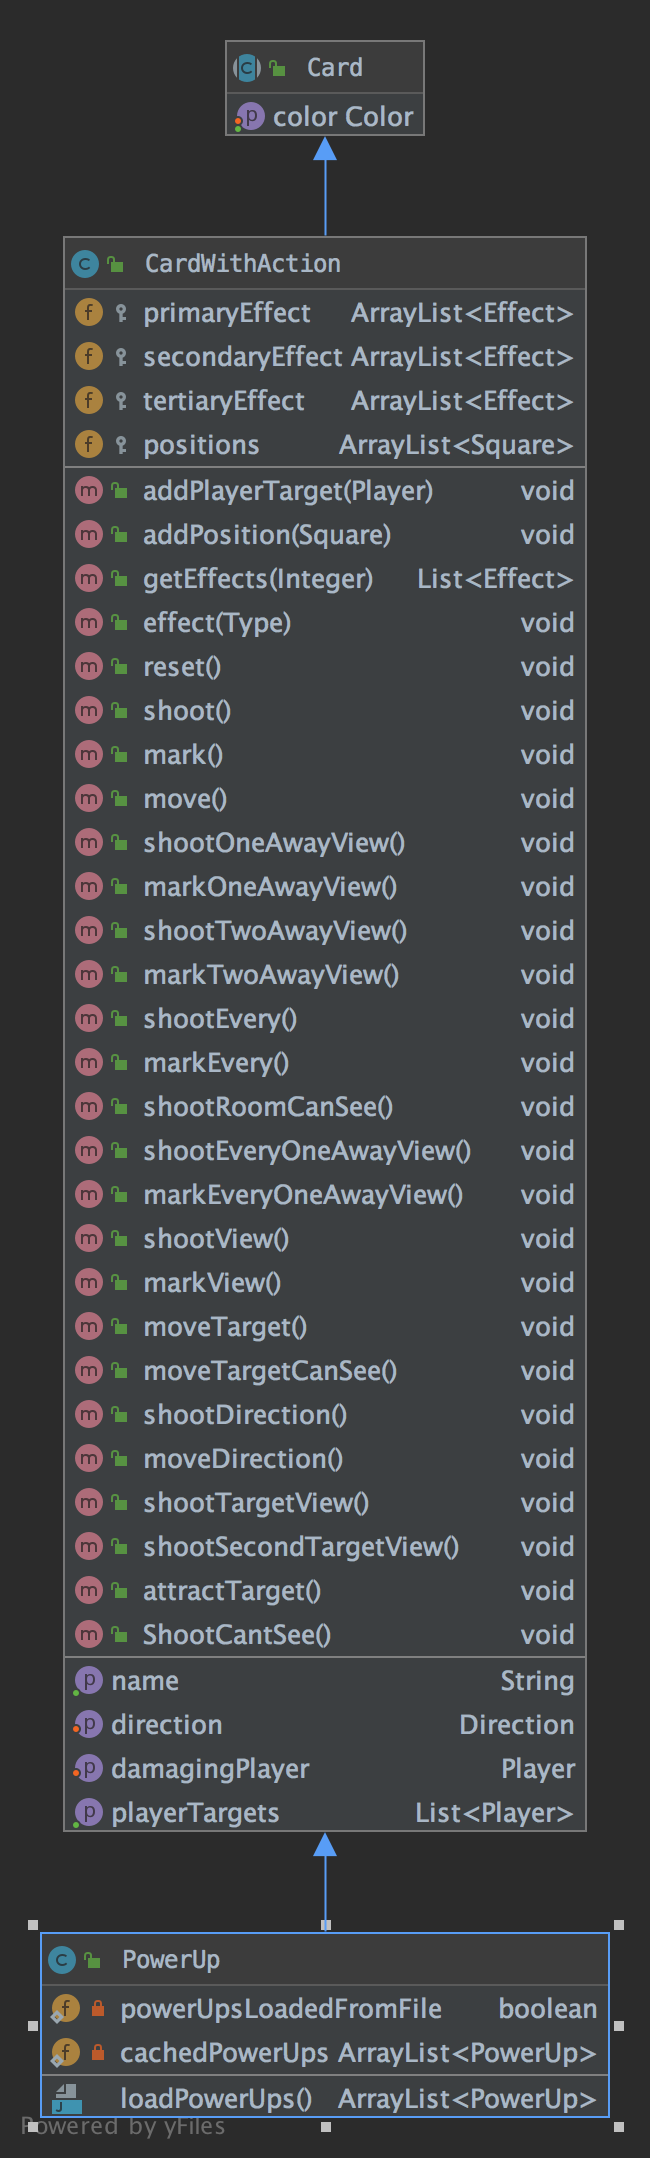 Card
color Color
CardWithAction
primaryEffect ArrayList<Effect>
secondaryEffect ArrayList<Effect>
tertiaryEffect ArrayList<Effect>
positions ArrayList<Square>
addPlayerTarget(Player) void
addPosition(Square) void
getEffects(Integer) List<Effect>
effect(Type) void
reset() void
shoot() void
mark() void
move() void
shootOneAwayView() void
markOneAwayView() void
shootTwoAwayView() void
markTwoAwayView() void
shootEvery() void
markEvery() void
shootRoomCanSee() void
shootEveryOneAwayView() void
markEveryOneAwayView() void
shootView() void
markView() void
moveTarget() void
moveTargetCanSee() void
shootDirection() void
moveDirection() void
shootTargetView() void
shootSecondTargetView() void
attractTarget() void
ShootCantSee() void
name String
direction Direction
damagingPlayer Player
playerTargets List<Player>
PowerUp
powerUpsLoadedFromFile boolean
cachedPowerUps ArrayList<PowerUp>
loadPowerUps() ArrayList<PowerUp>
Powered by yFiles